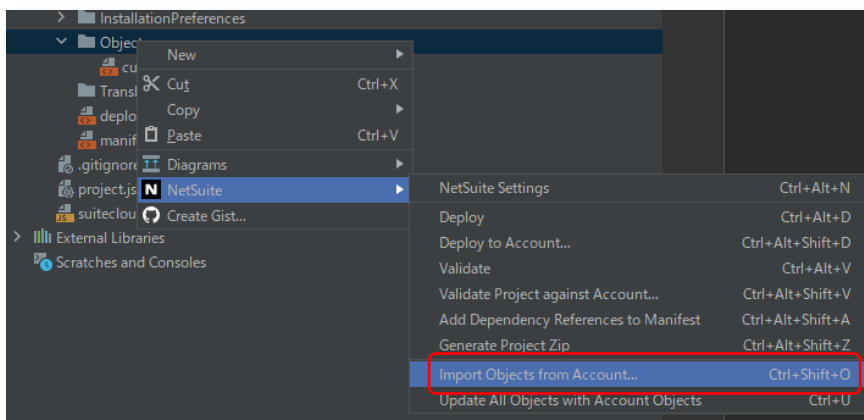 InstallationPreferences
Objec
cu
Transl
deplo
manif
.gitignore
project.js
suiteclou
External Libraries
Scratches and Consoles
New
Cut Ctrl+X
Copy
Paste Ctrl+V
Diagrams
N NetSuite
Create Gist...
NetSuite Settings Ctrl+Alt+N
Deploy Ctrl+Alt+D
Deploy to Account... Ctrl+Alt+Shift+D
Validate Ctrl+Alt+V
Validate Project against Account... Ctrl+Alt+Shift+V
Add Dependency References to Manifest Ctrl+Alt+Shift+A
Generate Project Zip Ctrl+Alt+Shift+Z
Import Objects from Account... Ctrl+Shift+O
Update All Objects with Account Objects Ctrl+U